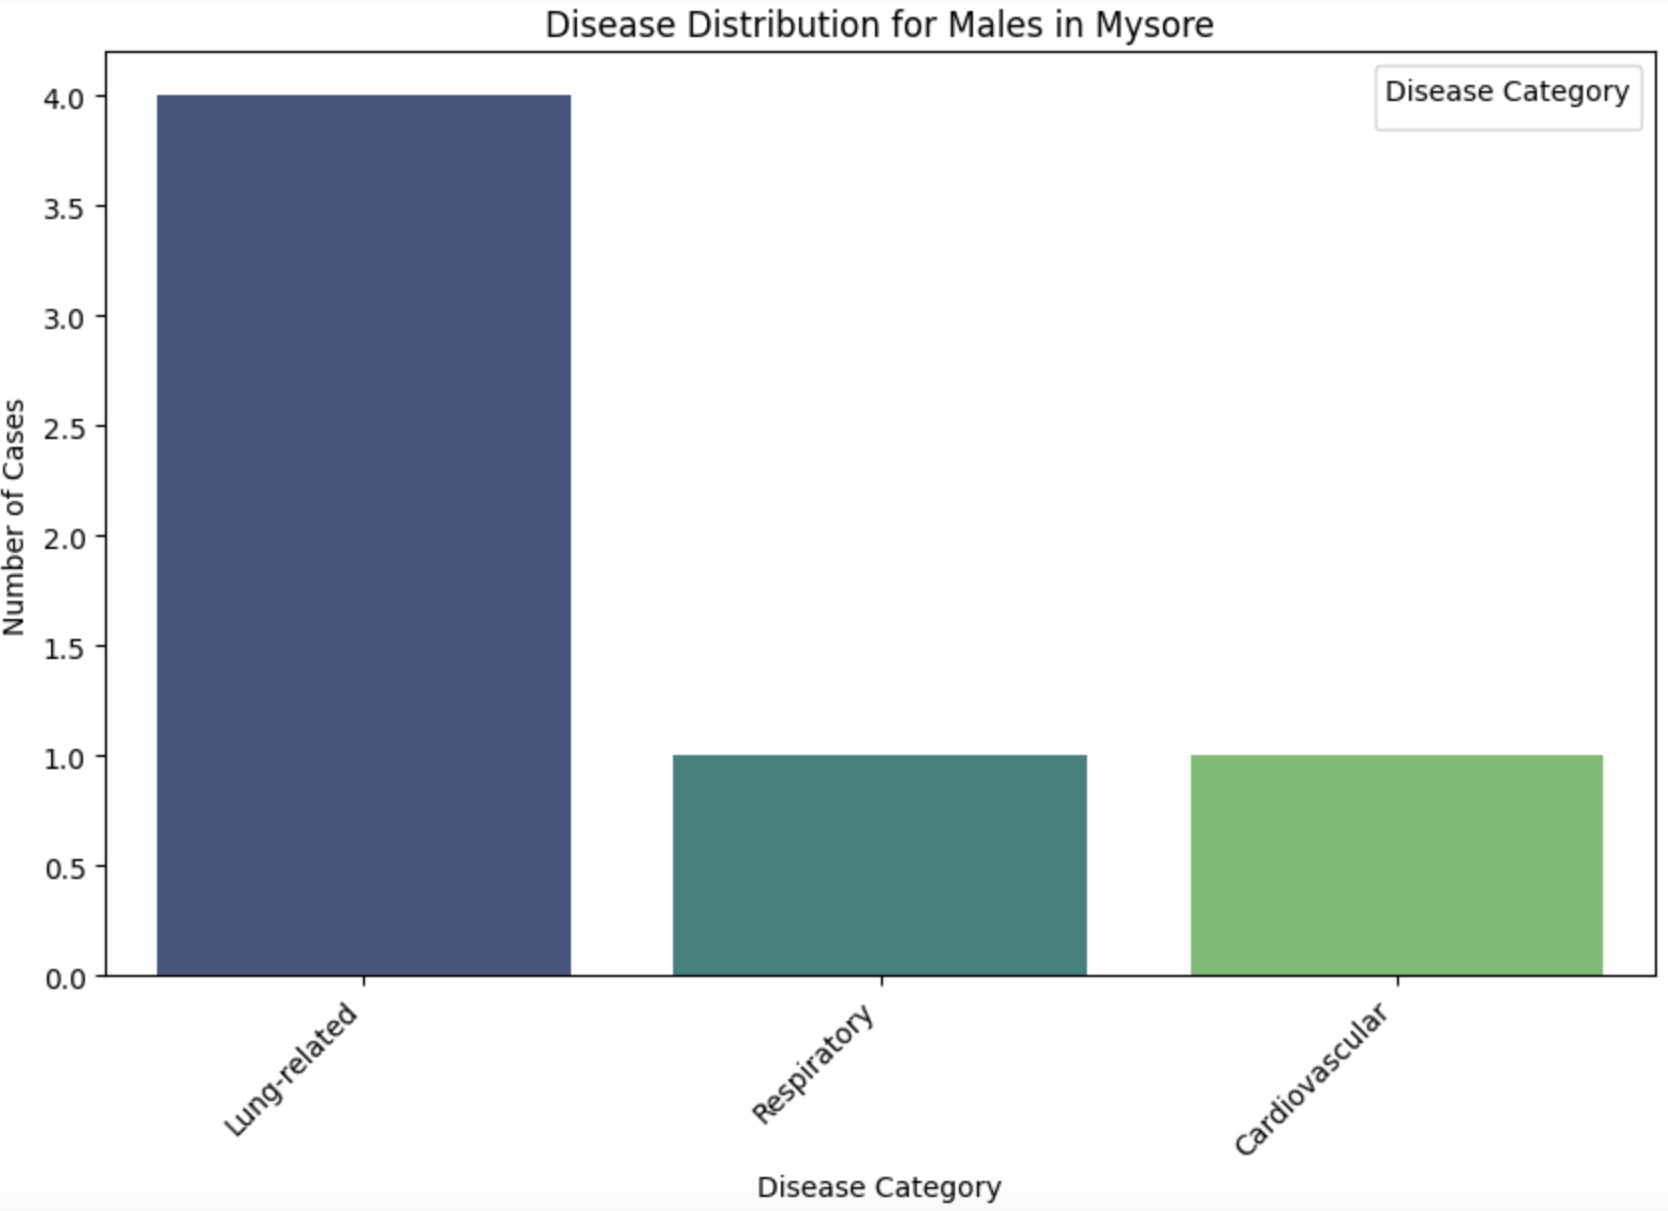 Disease Distribution for Males in Mysore
Disease Category
Number of Cases
4.0
3.5
3.0
2.5
2.0
1.5
1.0
0.5
0.0
Lung-related
Respiratory
Cardiovascular
Disease Category